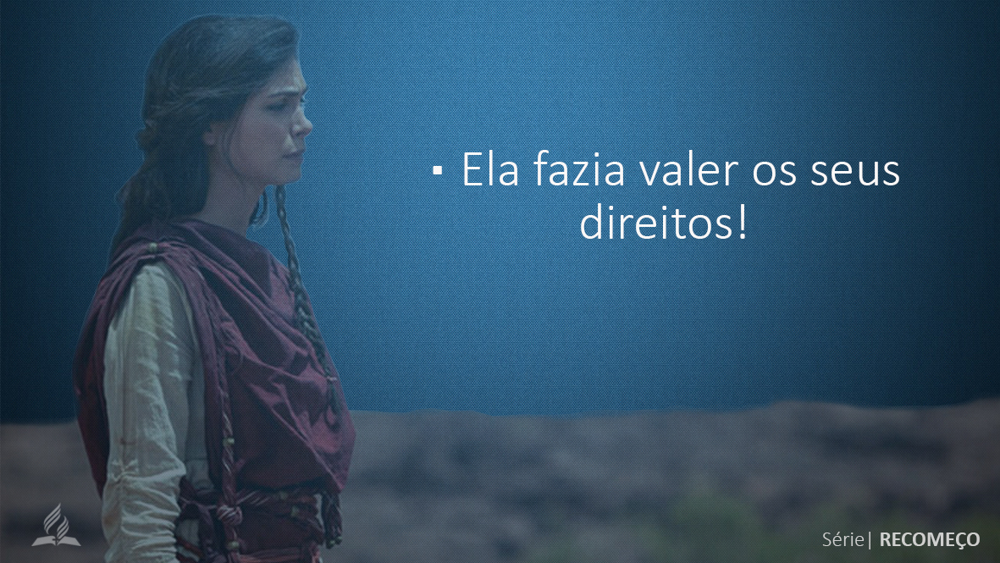 ▪ Ela fazia valer os seus
direitos!
Série| RECOMEÇO